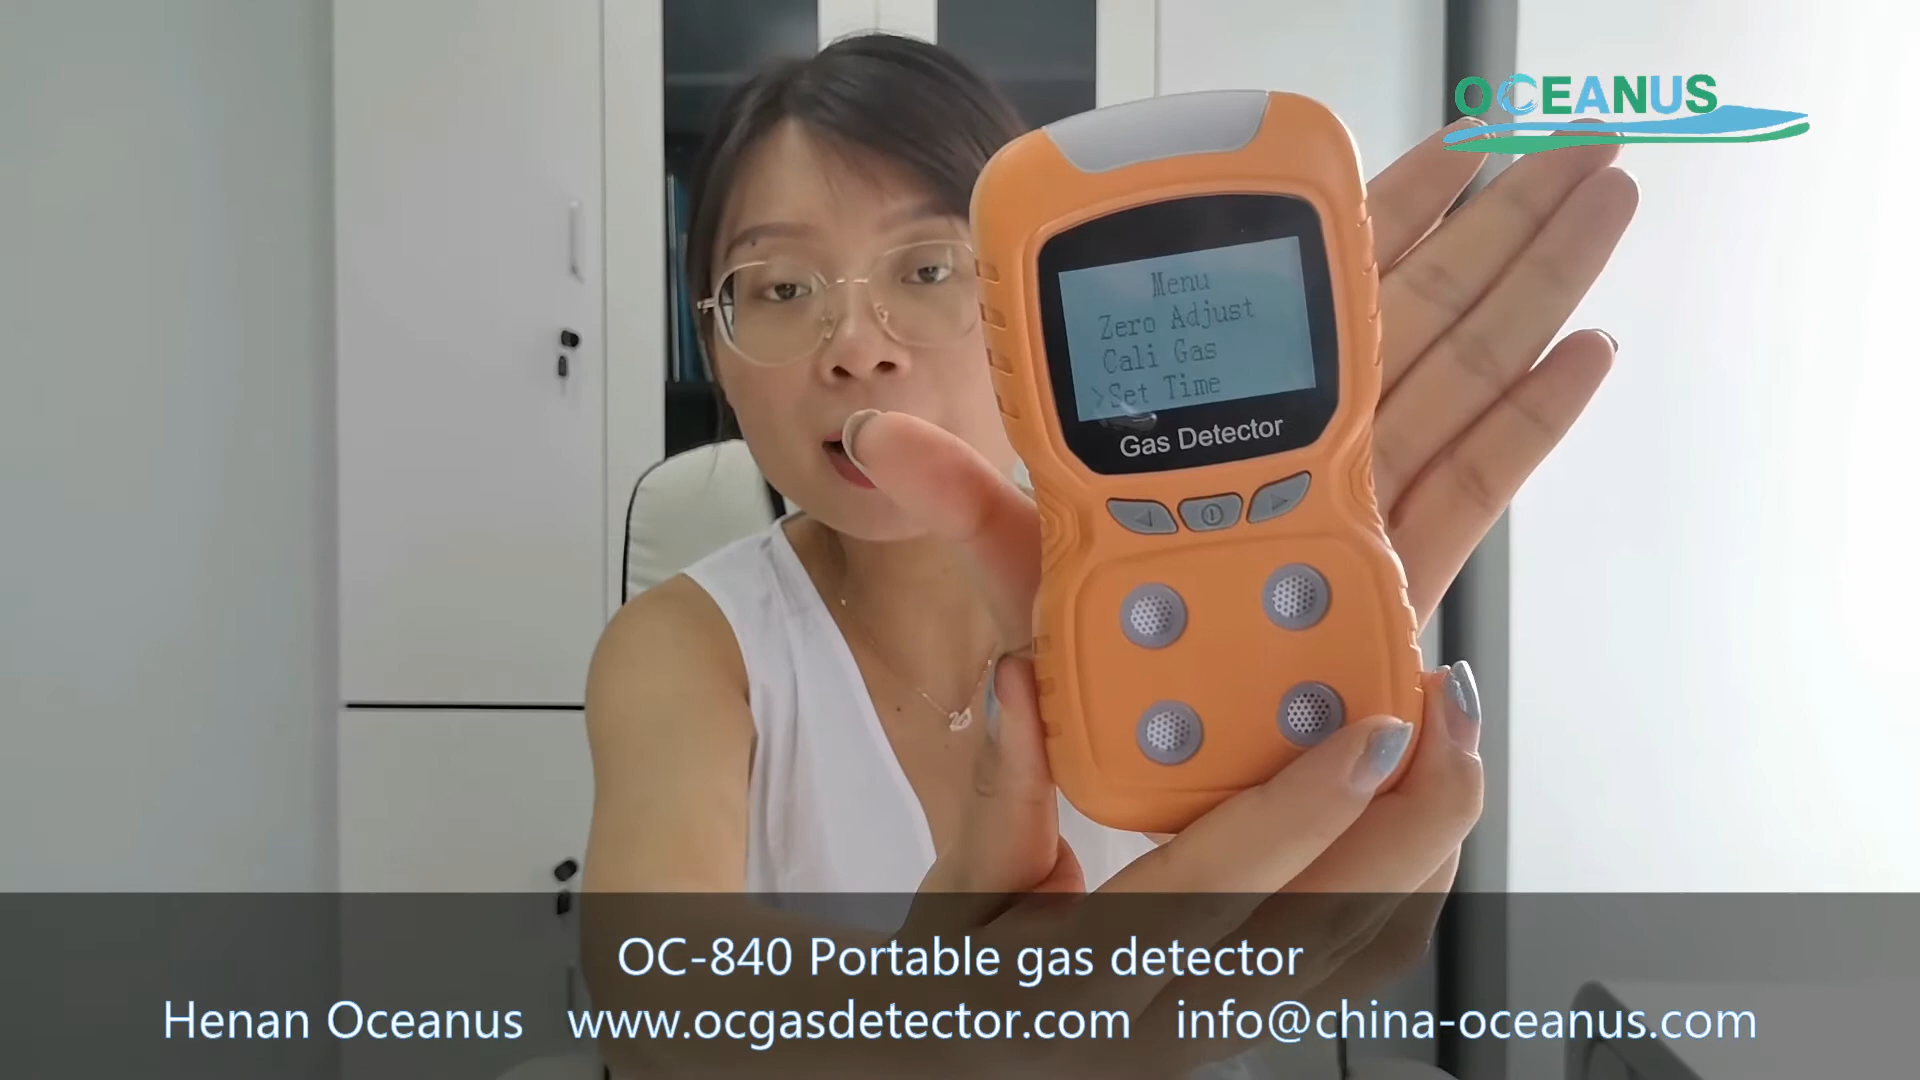 OCEANUS
Menu
Zero Adjust
Cali Gas
>Set Time
Gas Detector
OC-840 Portable gas detector
Henan Oceanus www.ocgasdetector.com info@china-oceanus.com